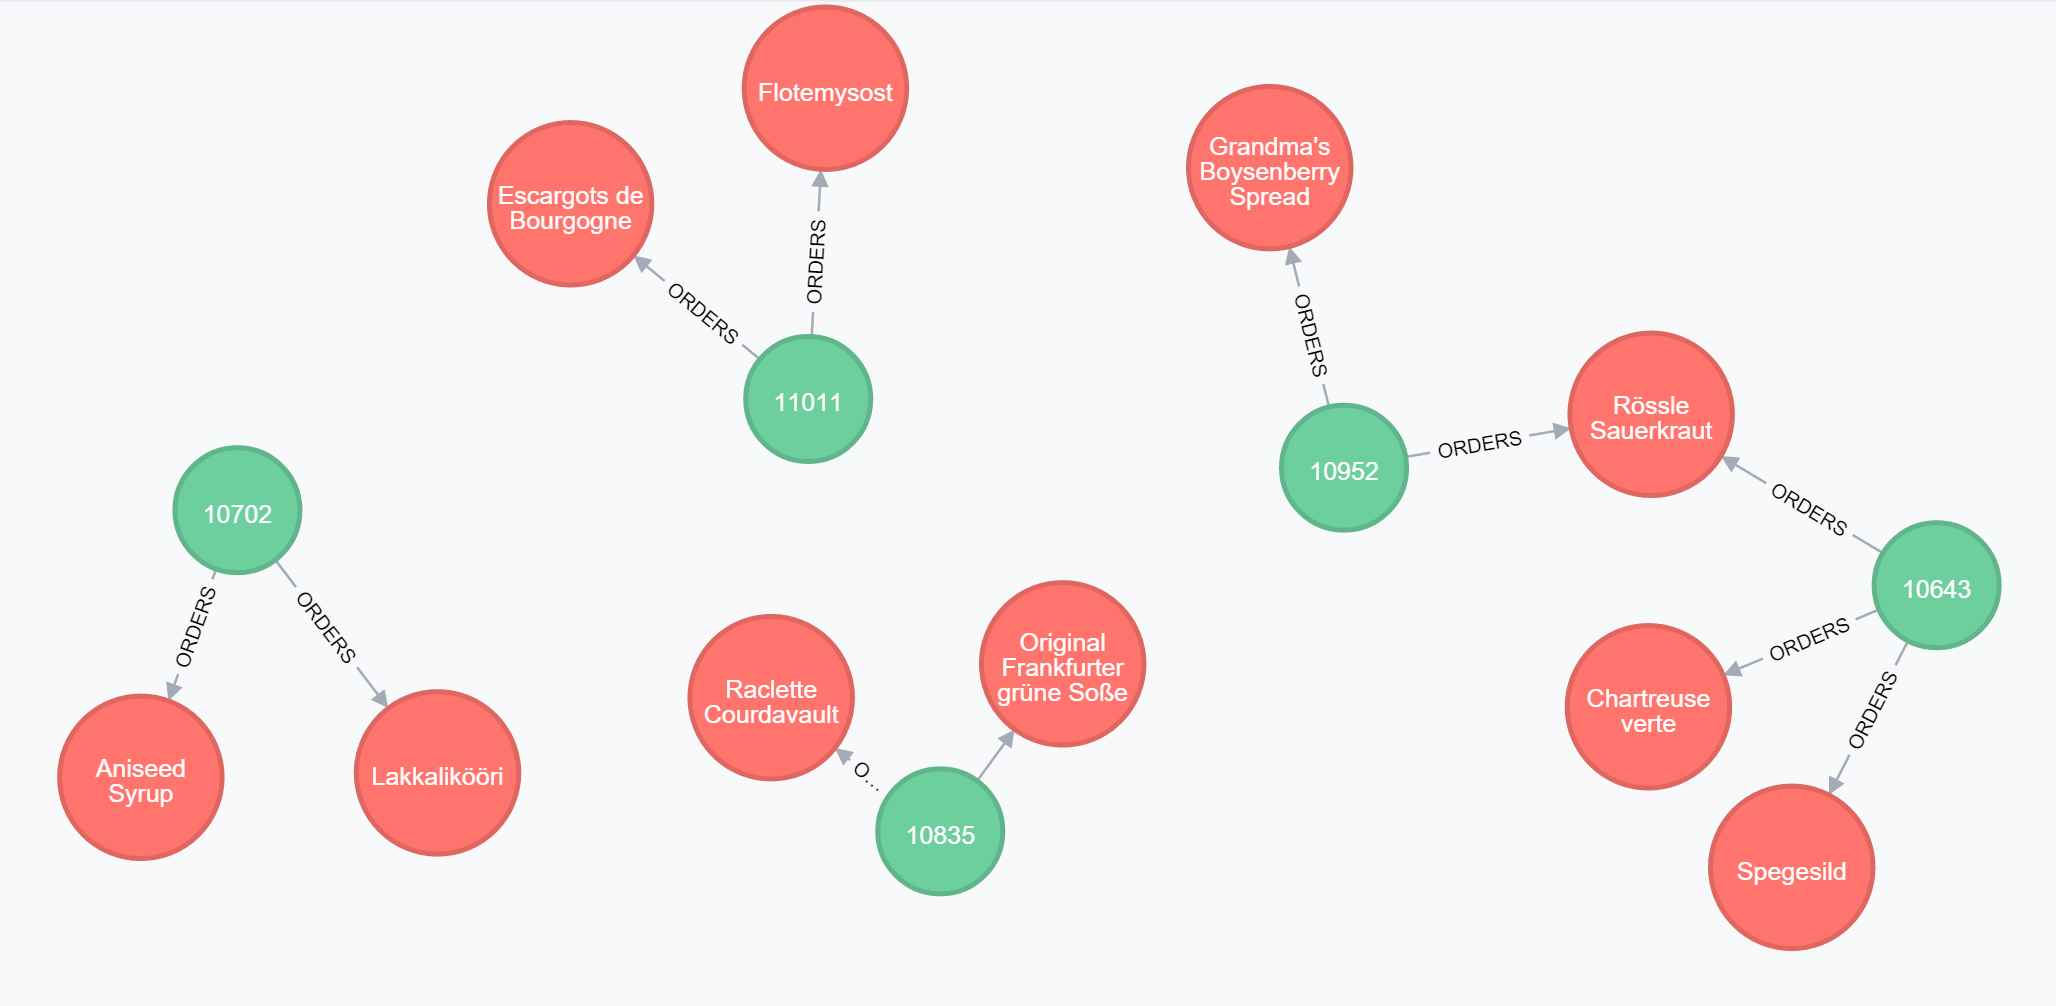 Flotemysost
Escargots de
Bourgogne
ORDERS
ORDERS
11011
Grandma's
Boysenberry
Spread
ORDERS
10952
ORDERS
Rössle
Sauerkraut
ORDERS
10643
ORDERS
Chartreuse
verte
ORDERS
Spegesild
10702
ORDERS
ORDERS
Aniseed
Syrup
Lakkalikööri
Raclette
Courdavault
Original
Frankfurter
grüne Soße
O...
10835